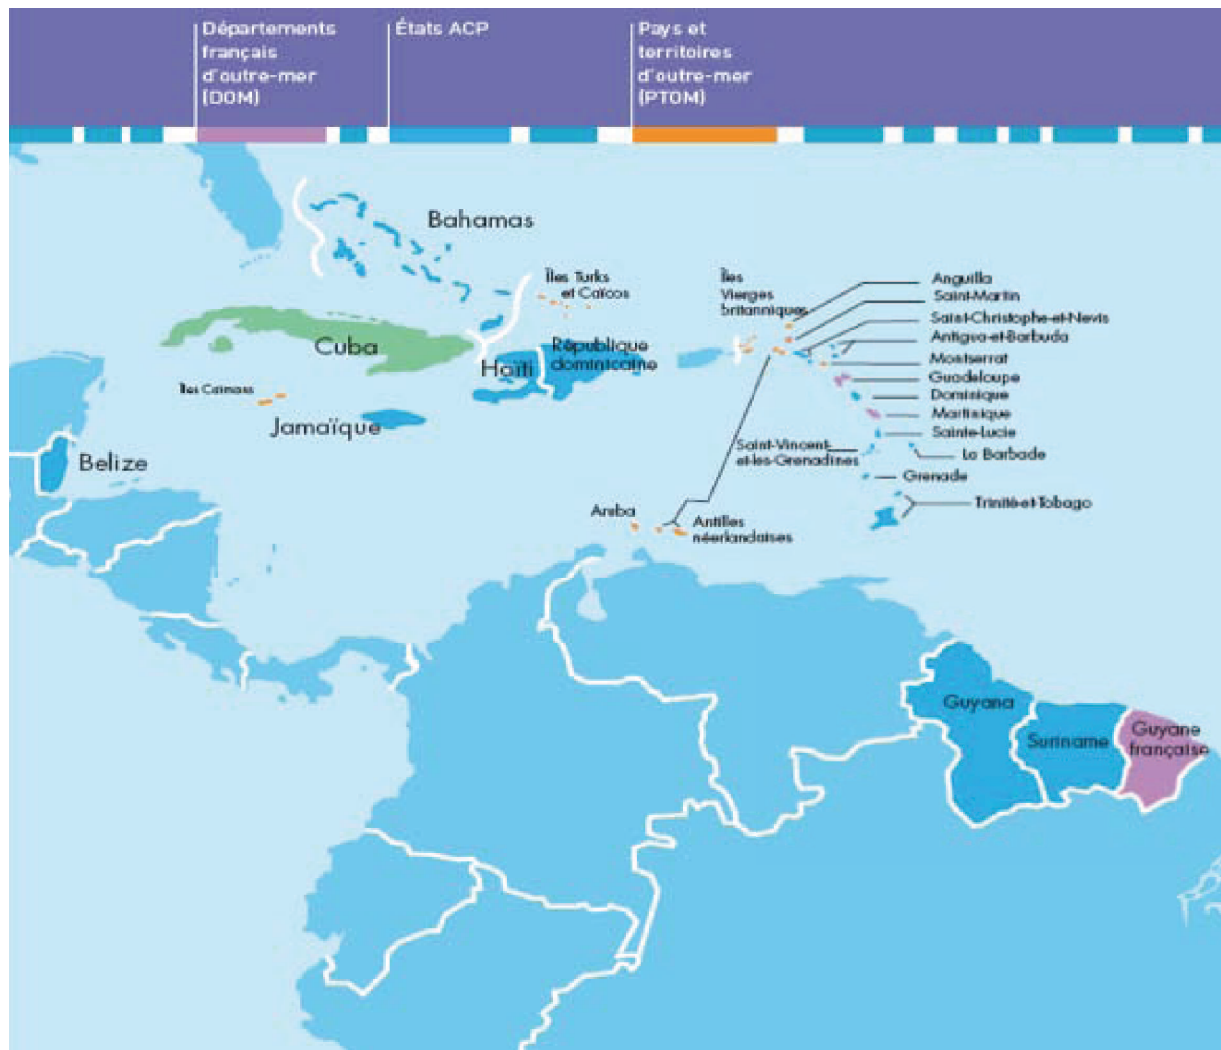 Départements
français
d'outre-mer
(DOM)
États ACP
Pays et
territoires
d'outre-mer
(PTOM)
Bahamas
Îles Turks
et Caïcos
Îles
Vierges
britanniques
Anguilla
Saint-Martin
Saint-Christophe-et-Nevis
Antigua-et-Barbuda
Montserrat
Guadeloupe
Dominique
Martinique
Sainte-Lucie
La Barbade
Saint-Vincent-
et-les-Grenadines
Grenade
Trinité-et-Tobago
Cuba
Haïti
République
dominicaine
Îles Caïmans
Jamaïque
Belize
Aruba
Antilles
néerlandaises
Guyana
Suriname
Guyane
française